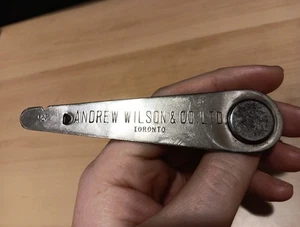 ANDREW WILSON & CO LTD.
TORONTO